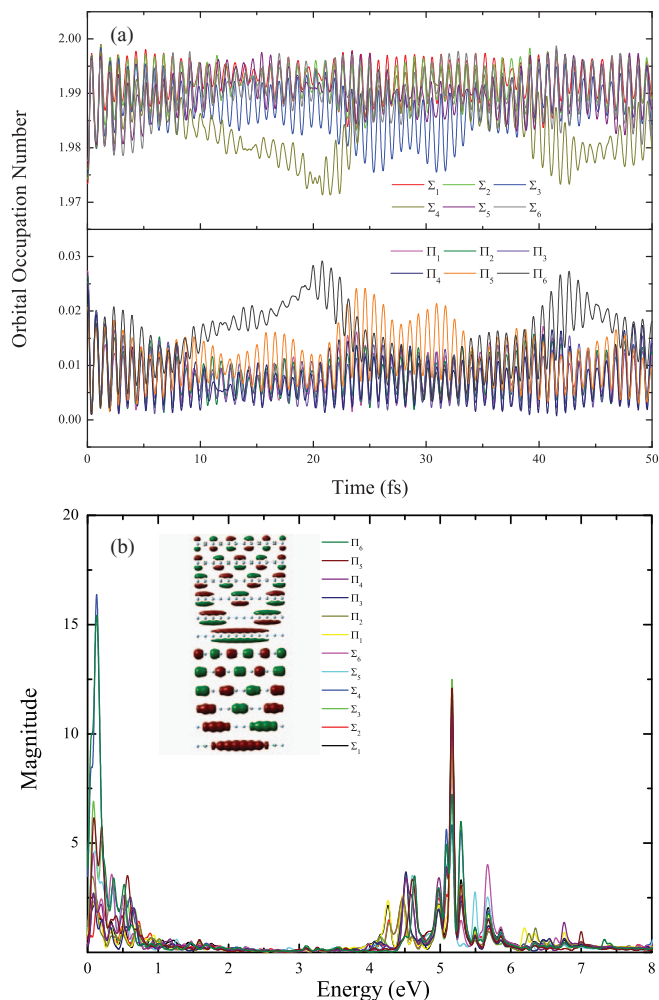 (a)
2.00
1.99
1.98
1.97
Σ₁ Σ₂ Σ₃
Σ₄ Σ₅ Σ₆
Π₁ Π₂ Π₃
Π₄ Π₅ Π₆
0.03
0.02
0.01
0.00
Orbital Occupation Number
0 10 20 30 40 50
Time (fs)
(b)
20
15
10
5
Magnitude
Π₆
Π₅
Π₄
Π₃
Π₂
Π₁
Σ₆
Σ₅
Σ₄
Σ₃
Σ₂
Σ₁
0 1 2 3 4 5 6 7 8
Energy (eV)